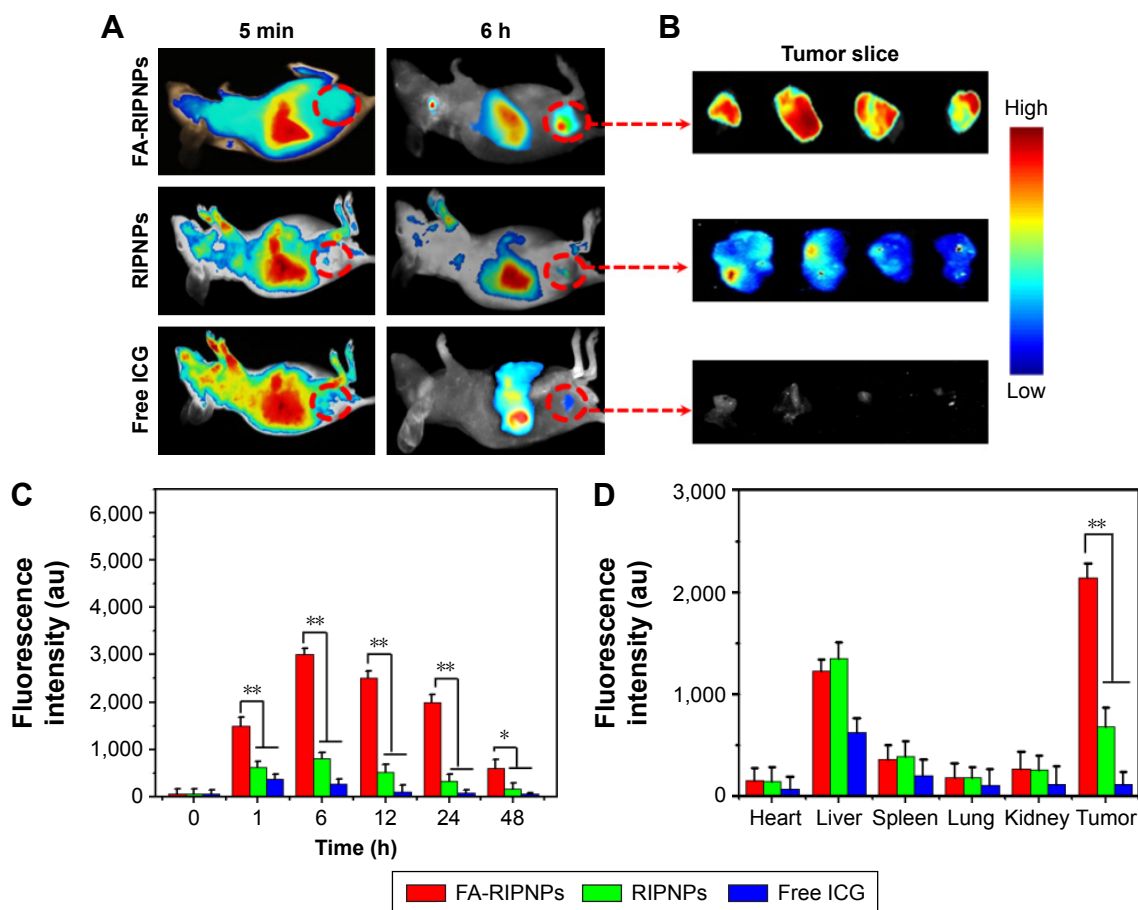 A
5 min
6 h
B
Tumor slice
FA-RIPNPs
RIPNPs
Free ICG
High
Low
C
Fluorescence
intensity (au)
6,000
5,000
4,000
3,000
2,000
1,000
0
**
**
**
**
*
0 1 6 12 24 48
Time (h)
D
Fluorescence
intensity (au)
3,000
2,000
1,000
0
**
Heart Liver Spleen Lung Kidney Tumor
FA-RIPNPs RIPNPs Free ICG